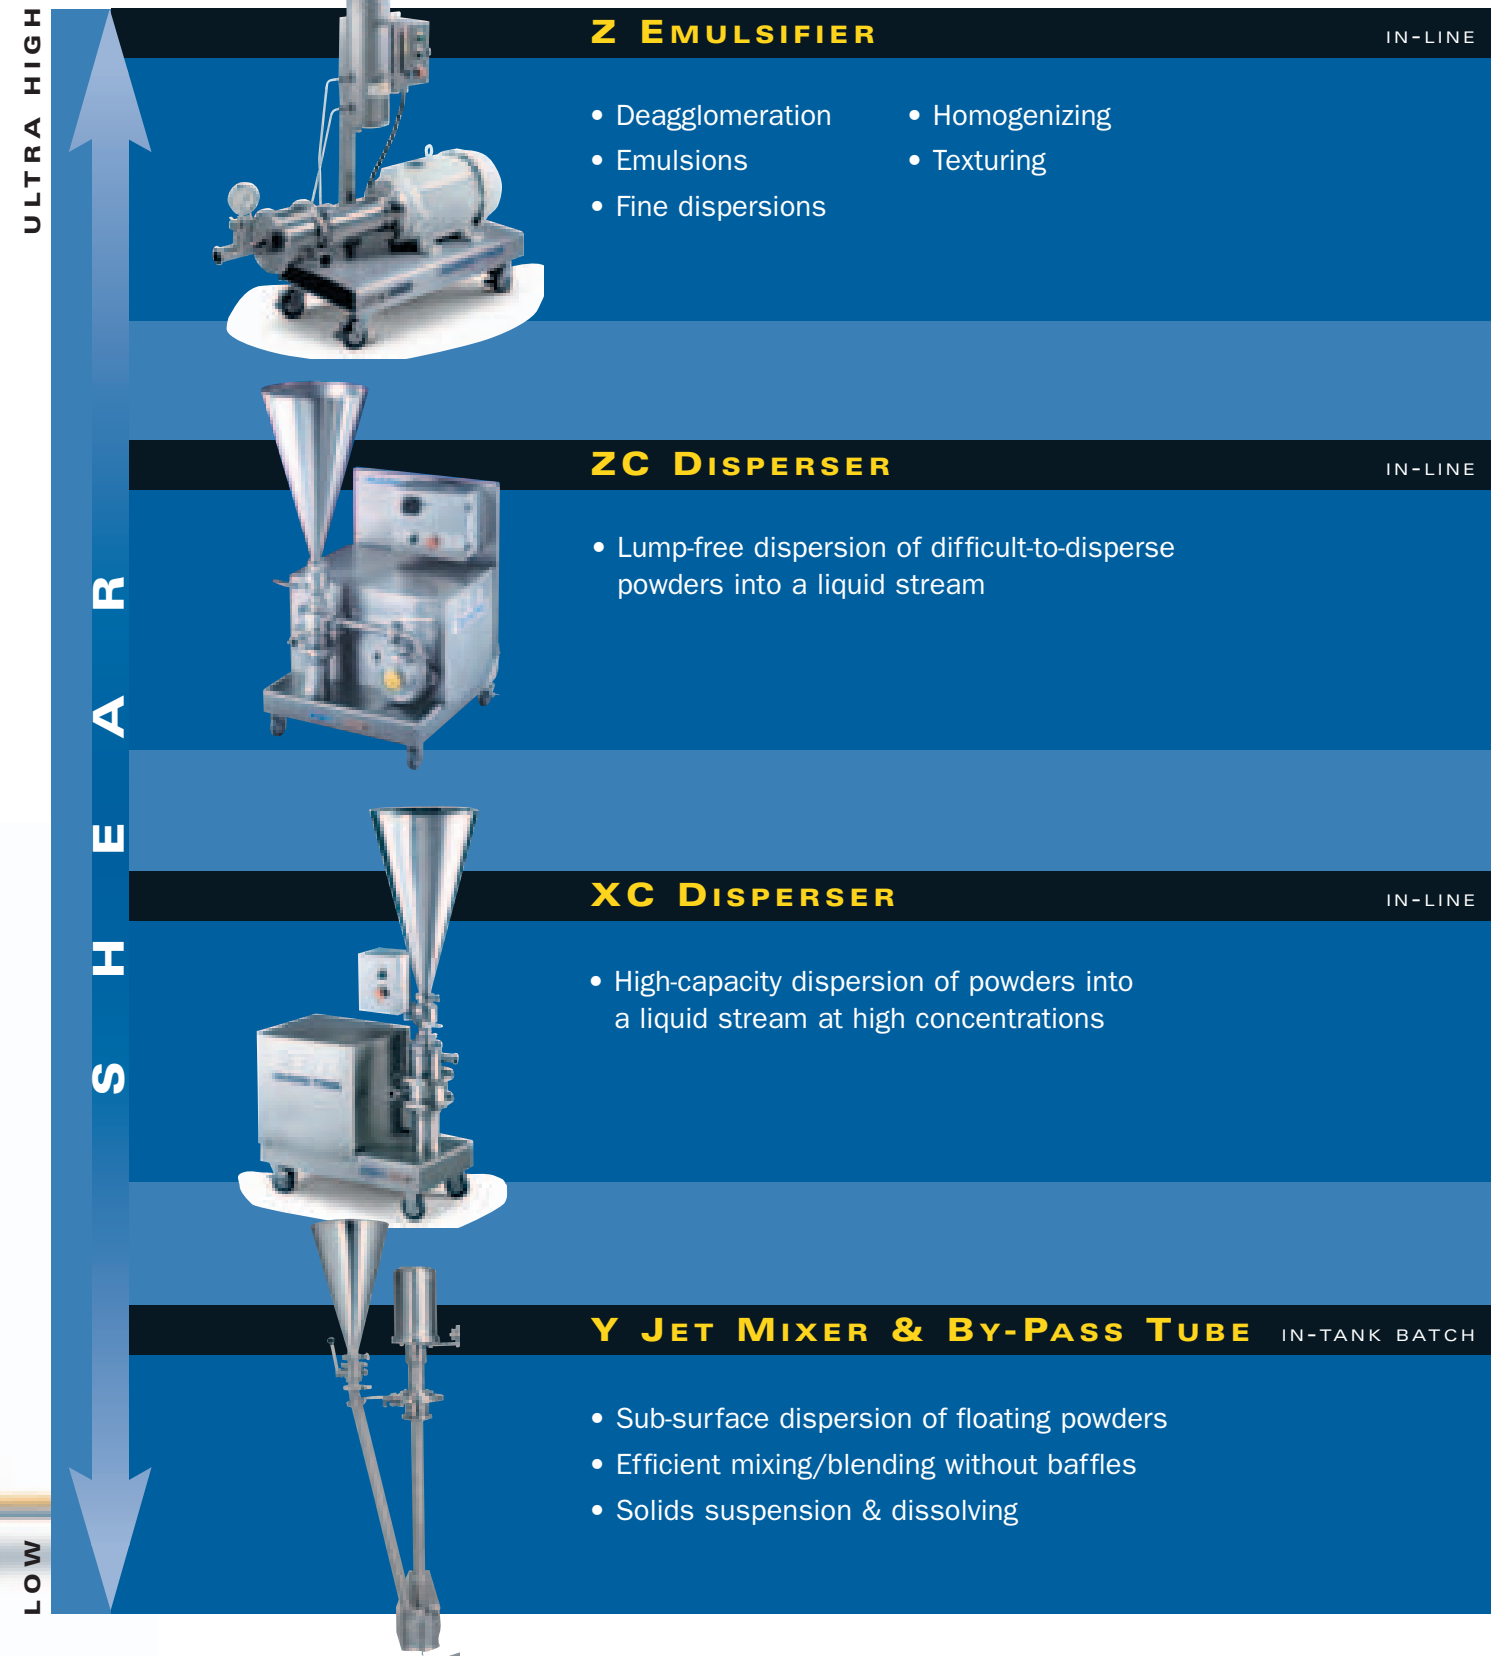 ULTRA HIGH
SHEAR
LOW
Z EMULSIFIER
IN-LINE
• Deagglomeration
• Emulsions
• Fine dispersions
• Homogenizing
• Texturing
ZC DISPERSER
IN-LINE
• Lump-free dispersion of difficult-to-disperse
powders into a liquid stream
XC DISPERSER
IN-LINE
• High-capacity dispersion of powders into
a liquid stream at high concentrations
Y JET MIXER & BY-PASS TUBE
IN-TANK BATCH
• Sub-surface dispersion of floating powders
• Efficient mixing/blending without baffles
• Solids suspension & dissolving